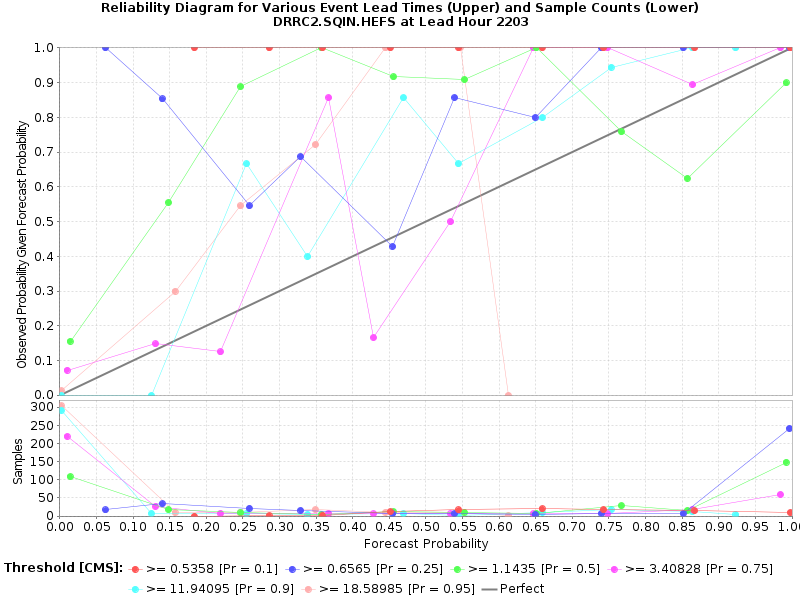 Reliability Diagram for Various Event Lead Times (Upper) and Sample Counts (Lower)
DRRC2.SQIN.HEFS at Lead Hour 2203
Observed Probability Given Forecast Probability
1.0
0.9
0.8
0.7
0.6
0.5
0.4
0.3
0.2
0.1
0.0
Samples
300
250
200
150
100
50
0
0.00 0.05 0.10 0.15 0.20 0.25 0.30 0.35 0.40 0.45 0.50 0.55 0.60 0.65 0.70 0.75 0.80 0.85 0.90 0.95 1.0
Forecast Probability
Threshold [CMS]: >= 0.5358 [Pr = 0.1] >= 0.6565 [Pr = 0.25] >= 1.1435 [Pr = 0.5] >= 3.40828 [Pr = 0.75]
>= 11.94095 [Pr = 0.9] >= 18.58985 [Pr = 0.95] Perfect